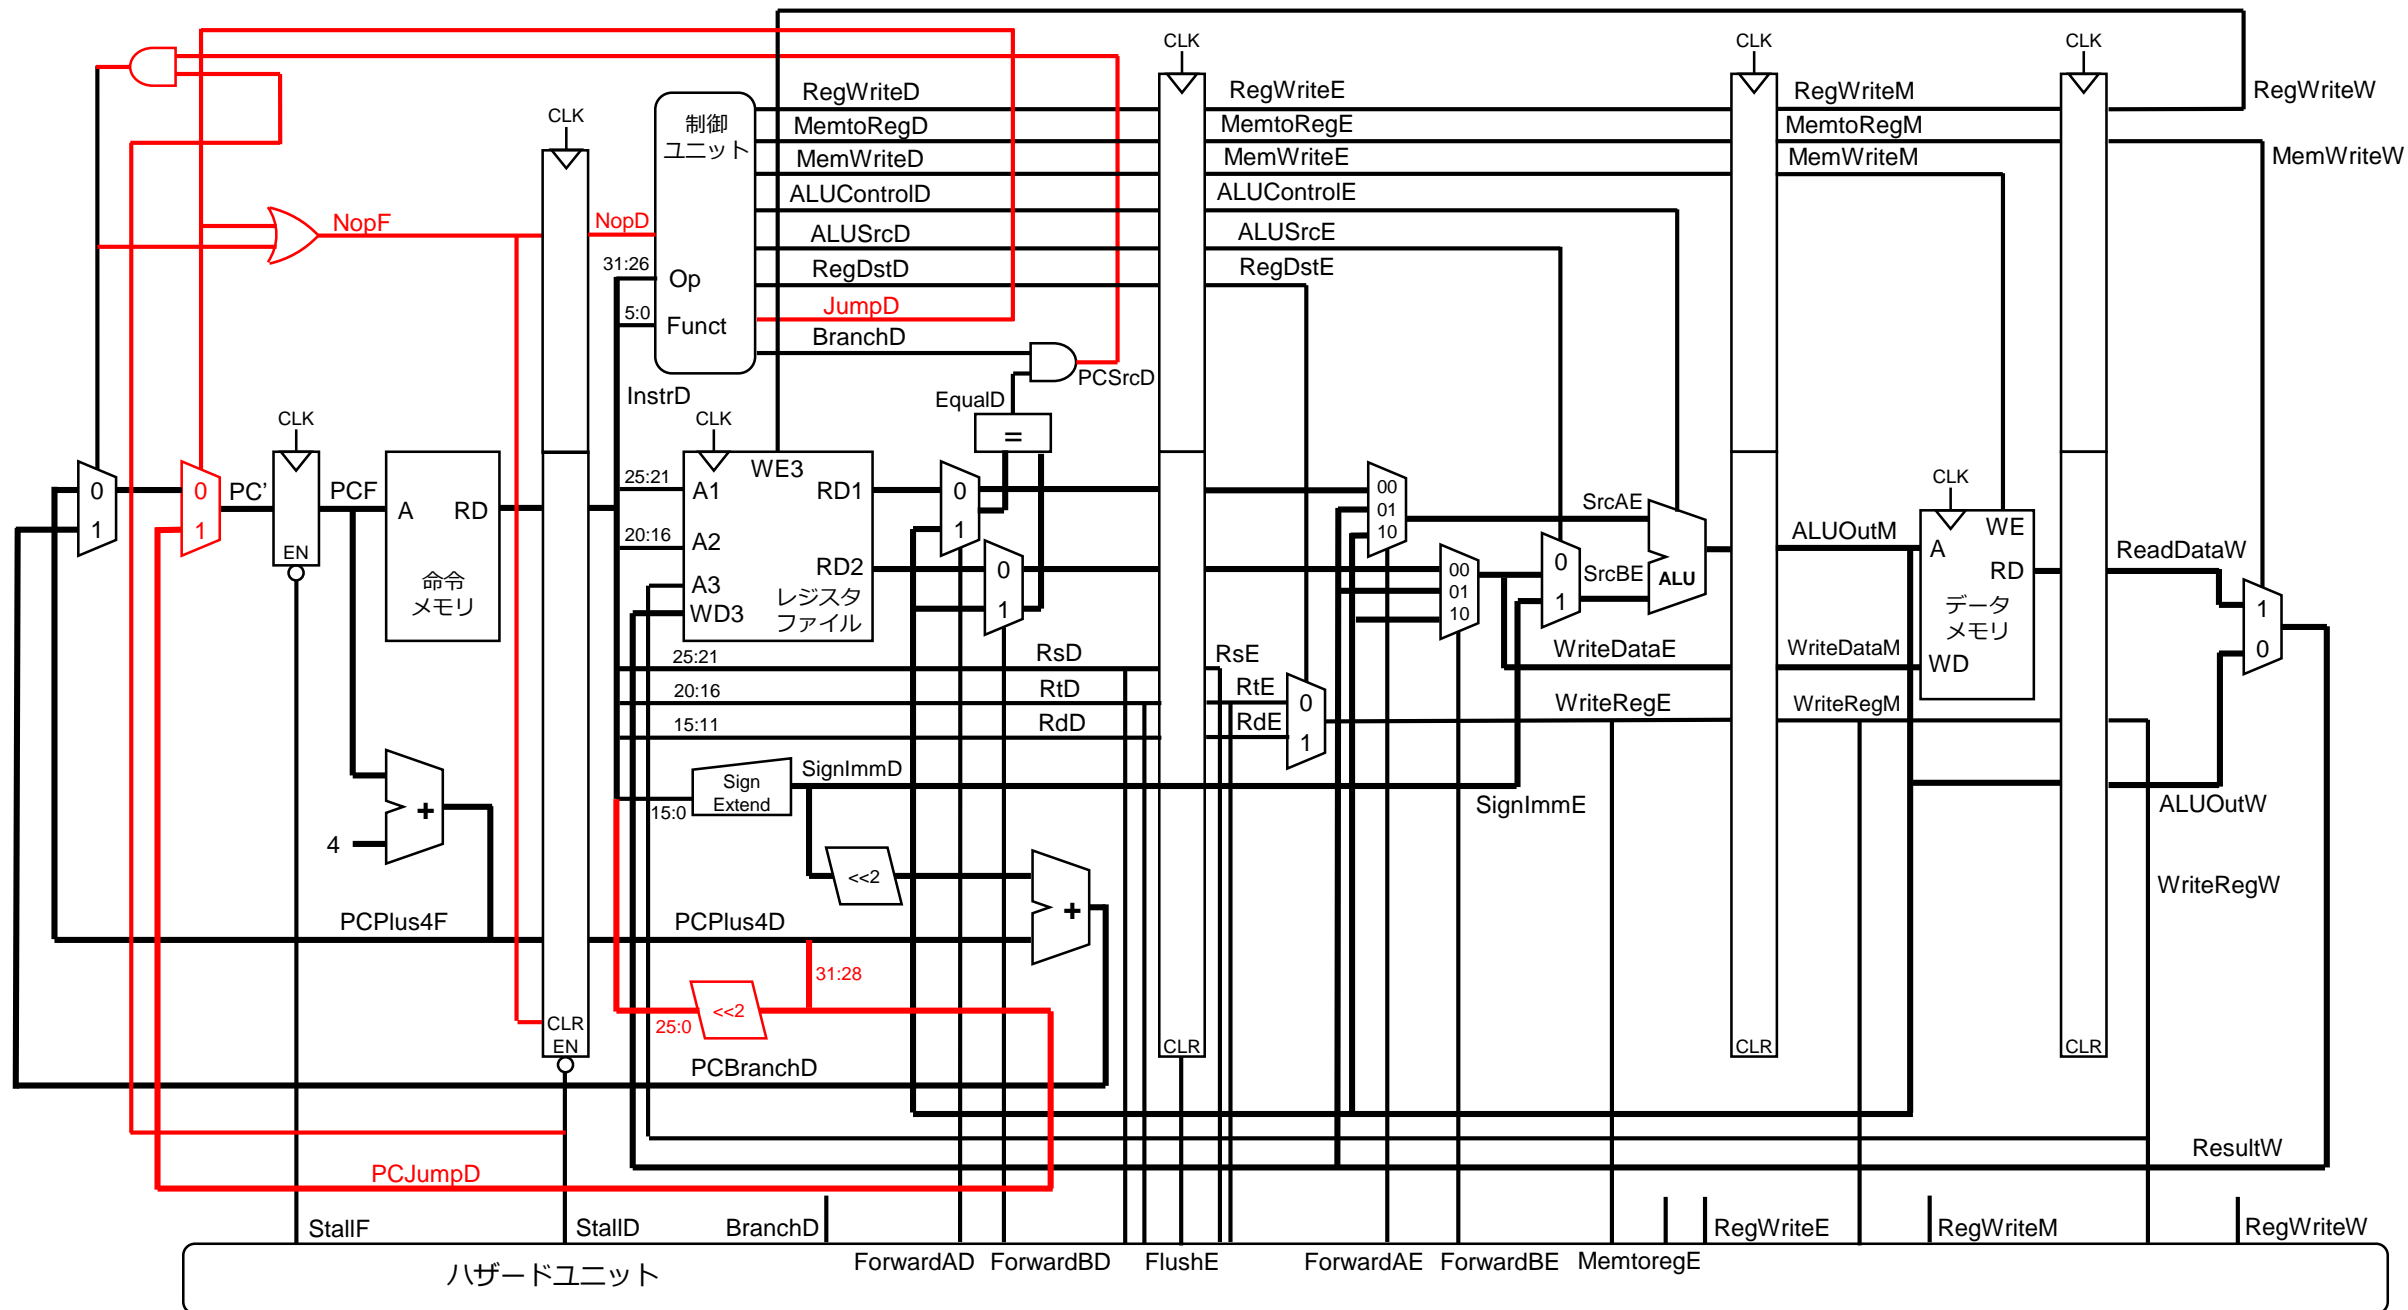 CLK
CLK
CLK
RegWriteD
RegWriteE
RegWriteM
RegWriteW
CLK
制御
ユニット
MemtoRegD
MemtoRegE
MemtoRegM
MemWriteD
MemWriteE
MemWriteM
MemWriteW
ALUControlD
ALUControlE
NopF
NopD
ALUSrcD
ALUSrcE
31:26
Op
RegDstD
RegDstE
5:0
Funct
JumpD
BranchD
PCSrcD
InstrD
EqualD
CLK
CLK
=
0
1
0
1
PC'
EN
PCF
A
RD
命令
メモリ
25:21
A1
WE3
RD1
20:16
A2
RD2
A3
WD3
レジスタ
ファイル
0
1
0
1
00
01
10
00
01
10
SrcAE
0
1
SrcBE
ALU
ALUOutM
CLK
A
WE
RD
データ
メモリ
WD
ReadDataW
1
0
25:21
RsD
RsE
WriteDataE
WriteDataM
20:16
RtD
RtE
0
1
15:11
RdD
RdE
WriteRegE
WriteRegM
Sign
Extend
SignImmD
15:0
SignImmE
ALUOutW
+
4
<<2
WriteRegW
PCPlus4F
PCPlus4D
+
31:28
<<2
25:0
CLR
EN
CLR
CLR
CLR
PCBranchD
ResultW
PCJumpD
StallF
StallD
BranchD
RegWriteE
RegWriteM
RegWriteW
ForwardAD
ForwardBD
FlushE
ForwardAE
ForwardBE
MemtoregE
ハザードユニット